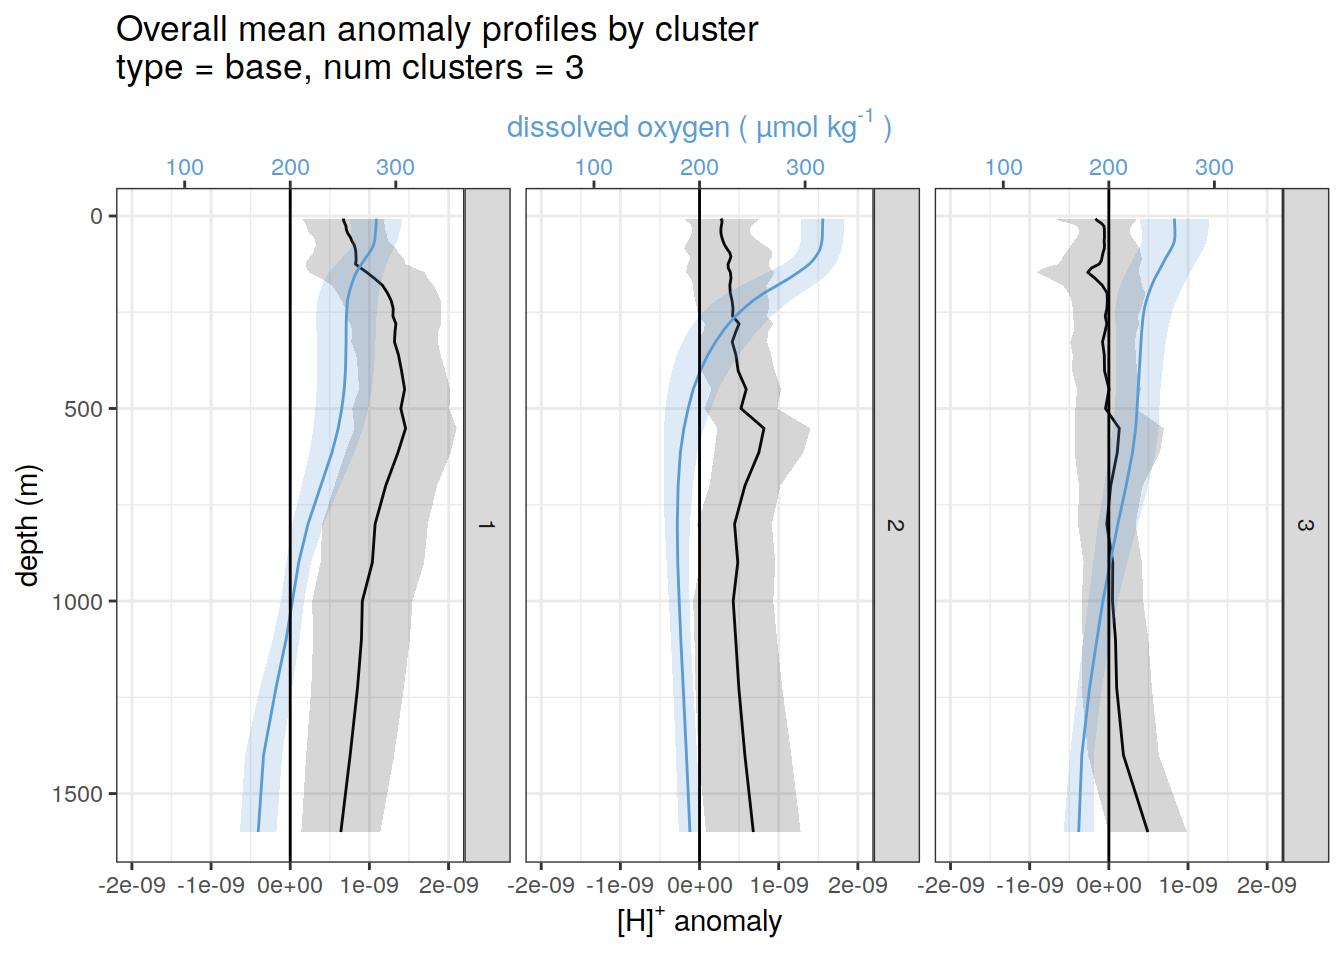 Overall mean anomaly profiles by cluster
type = base, num clusters = 3
dissolved oxygen ( µmol kg⁻¹ )
100 200 300 100 200 300 100 200 300
0
500
1000
1500
depth (m)
1
2
3
-2e-09 -1e-09 0e+00 1e-09 2e-09 -2e-09 -1e-09 0e+00 1e-09 2e-09 -2e-09 -1e-09 0e+00 1e-09 2e-09
[H]⁺ anomaly